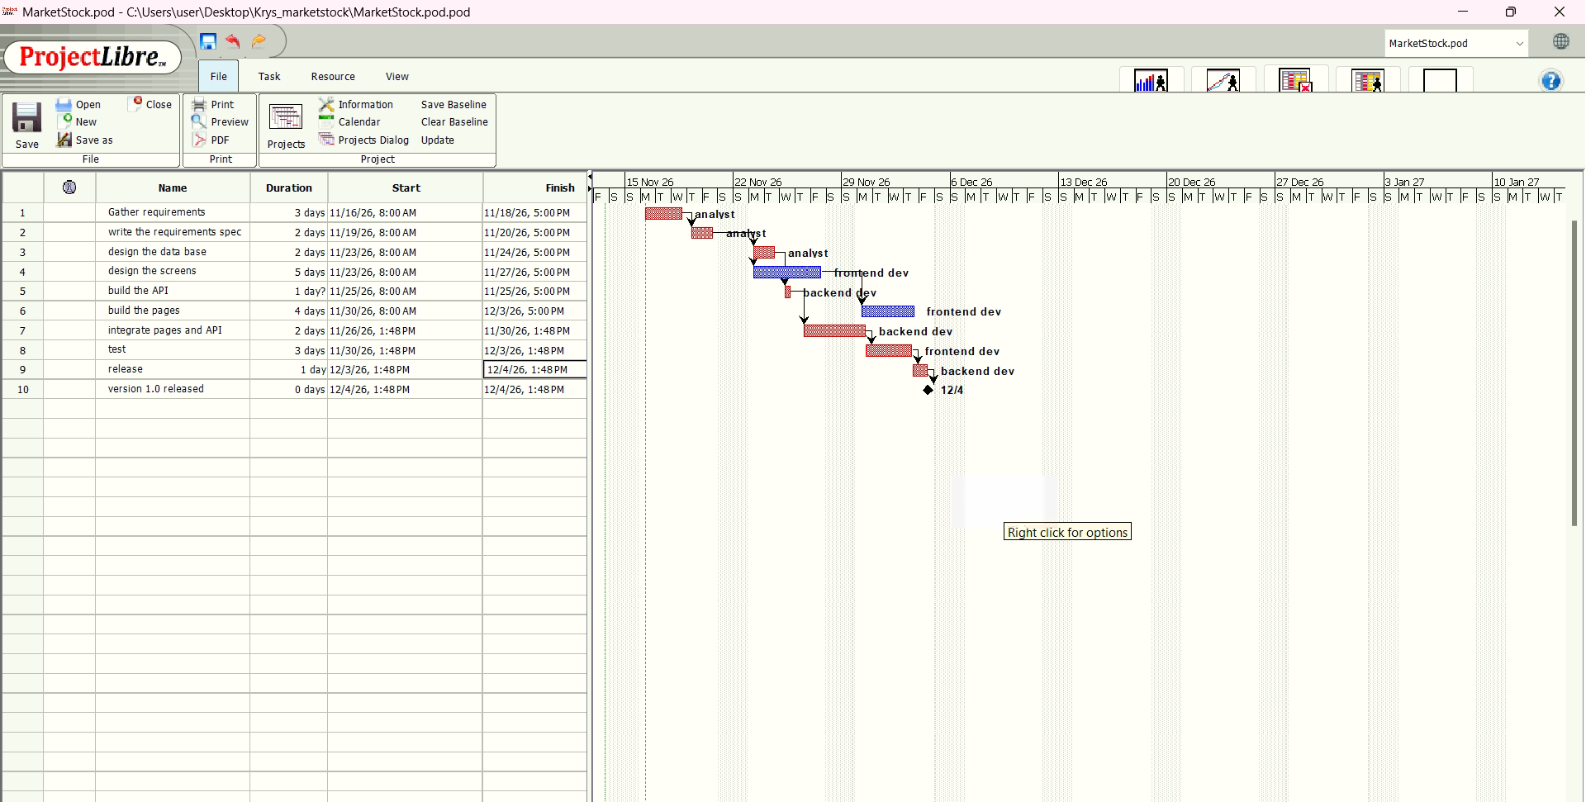 MarketStock.pod - C:\Users\user\Desktop\Krys_marketstock\MarketStock.pod.pod
ProjectLibre™
MarketStock.pod
File Task Resource View
Save
Open
New
Save as
Close
File
Print
Preview
PDF
Print
Projects
Information
Calendar
Projects Dialog
Save Baseline
Clear Baseline
Update
Project
Name Duration Start Finish
1 Gather requirements 3 days 11/16/26, 8:00 AM 11/18/26, 5:00 PM
2 write the requirements spec 2 days 11/19/26, 8:00 AM 11/20/26, 5:00 PM
3 design the data base 2 days 11/23/26, 8:00 AM 11/24/26, 5:00 PM
4 design the screens 5 days 11/23/26, 8:00 AM 11/27/26, 5:00 PM
5 build the API 1 day? 11/25/26, 8:00 AM 11/25/26, 5:00 PM
6 build the pages 4 days 11/30/26, 8:00 AM 12/3/26, 5:00 PM
7 integrate pages and API 2 days 11/26/26, 1:48 PM 11/30/26, 1:48 PM
8 test 3 days 11/30/26, 1:48 PM 12/3/26, 1:48 PM
9 release 1 day 12/3/26, 1:48 PM 12/4/26, 1:48 PM
10 version 1.0 released 0 days 12/4/26, 1:48 PM 12/4/26, 1:48 PM
15 Nov 26 22 Nov 26 29 Nov 26 6 Dec 26 13 Dec 26 20 Dec 26 27 Dec 26 3 Jan 27 10 Jan 27
F S S M T W T F S S M T W T F S S M T W T F S S M T W T F S S M T W T F S S M T W T F S S M T W T F S S M T W T F S S M T W T
analyst
analyst
analyst
frontend dev
backend dev
frontend dev
backend dev
frontend dev
backend dev
12/4
Right click for options